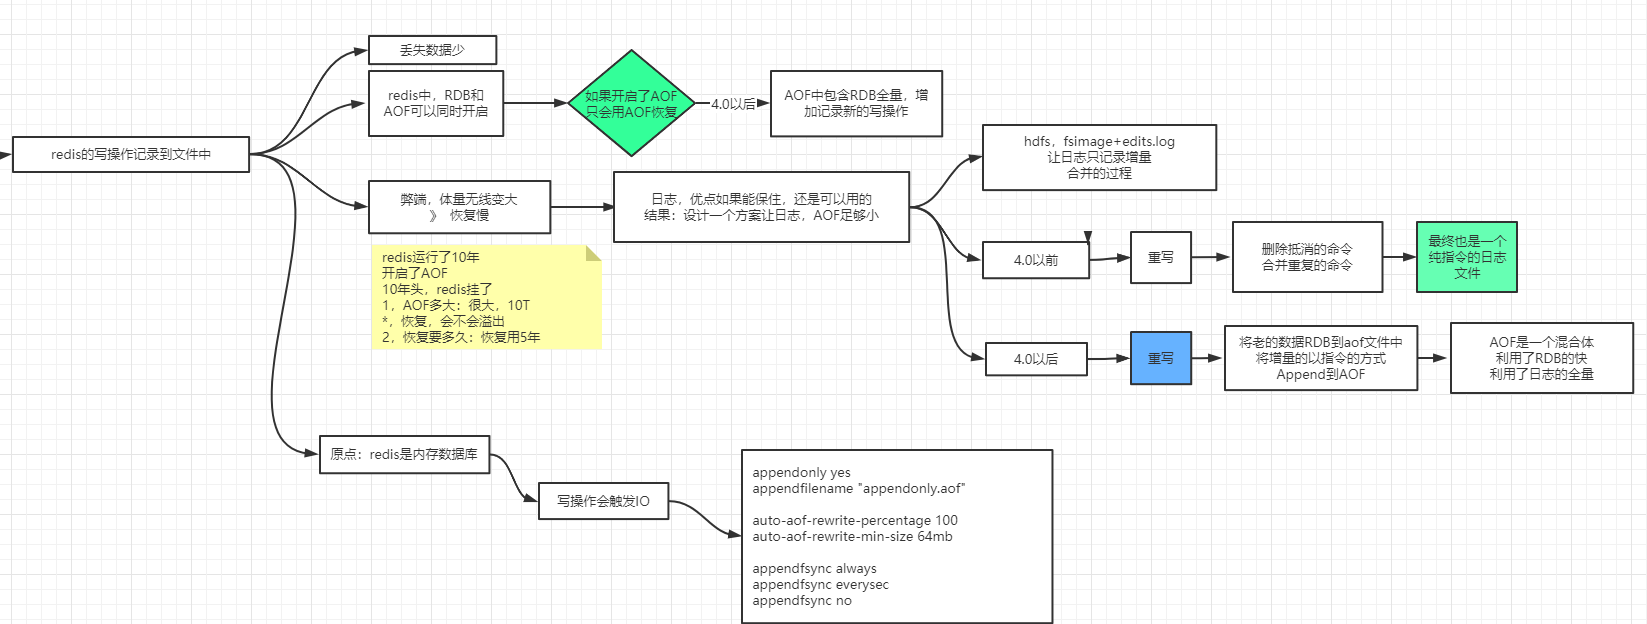 丢失数据少
redis中，RDB和
AOF可以同时开启
如果开启了AOF
只会用AOF恢复
4.0以后
AOF中包含RDB全量，增
加记录新的写操作
redis的写操作记录到文件中
弊端，体量无线变大
》 恢复慢
日志，优点如果能保住，还是可以用的
结果：设计一个方案让日志，AOF足够小
hdfs，fsimage+edits.log
让日志只记录增量
合并的过程
4.0以前
重写
删除抵消的命令
合并重复的命令
最终也是一个
纯指令的日志
文件
redis运行了10年
开启了AOF
10年头，redis挂了
1，AOF多大：很大，10T
*，恢复，会不会溢出
2，恢复要多久：恢复用5年
4.0以后
重写
将老的数据RDB到aof文件中
将增量的以指令的方式
Append到AOF
AOF是一个混合体
利用了RDB的快
利用了日志的全量
原点：redis是内存数据库
写操作会触发IO
appendonly yes
appendfilename "appendonly.aof"
auto-aof-rewrite-percentage 100
auto-aof-rewrite-min-size 64mb
appendfsync always
appendfsync everysec
appendfsync no